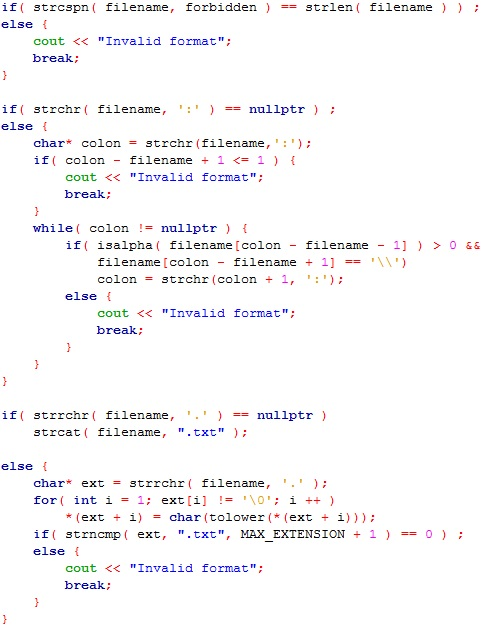 if( strcspn( filename, forbidden ) == strlen( filename ) ) ;
else {
    cout << "Invalid format";
    break;
}

if( strchr( filename, ':' ) == nullptr ) ;
else {
    char* colon = strchr(filename,':');
    if( colon - filename + 1 <= 1 ) {
        cout << "Invalid format";
        break;
    }
    while( colon != nullptr ) {
        if( isalpha( filename[colon - filename - 1] ) > 0 &&
            filename[colon - filename + 1] == '\\')
            colon = strchr(colon + 1, ':');
        else {
            cout << "Invalid format";
            break;
        }
    }
}

if( strrchr( filename, '.' ) == nullptr )
    strcat( filename, ".txt" );

else {
    char* ext = strrchr( filename, '.' );
    for( int i = 1; ext[i] != '\0'; i ++ )
        *(ext + i) = char(tolower(*(ext + i)));
    if( strncmp( ext, ".txt", MAX_EXTENSION + 1 ) == 0 ) ;
    else {
        cout << "Invalid format";
        break;
    }
}